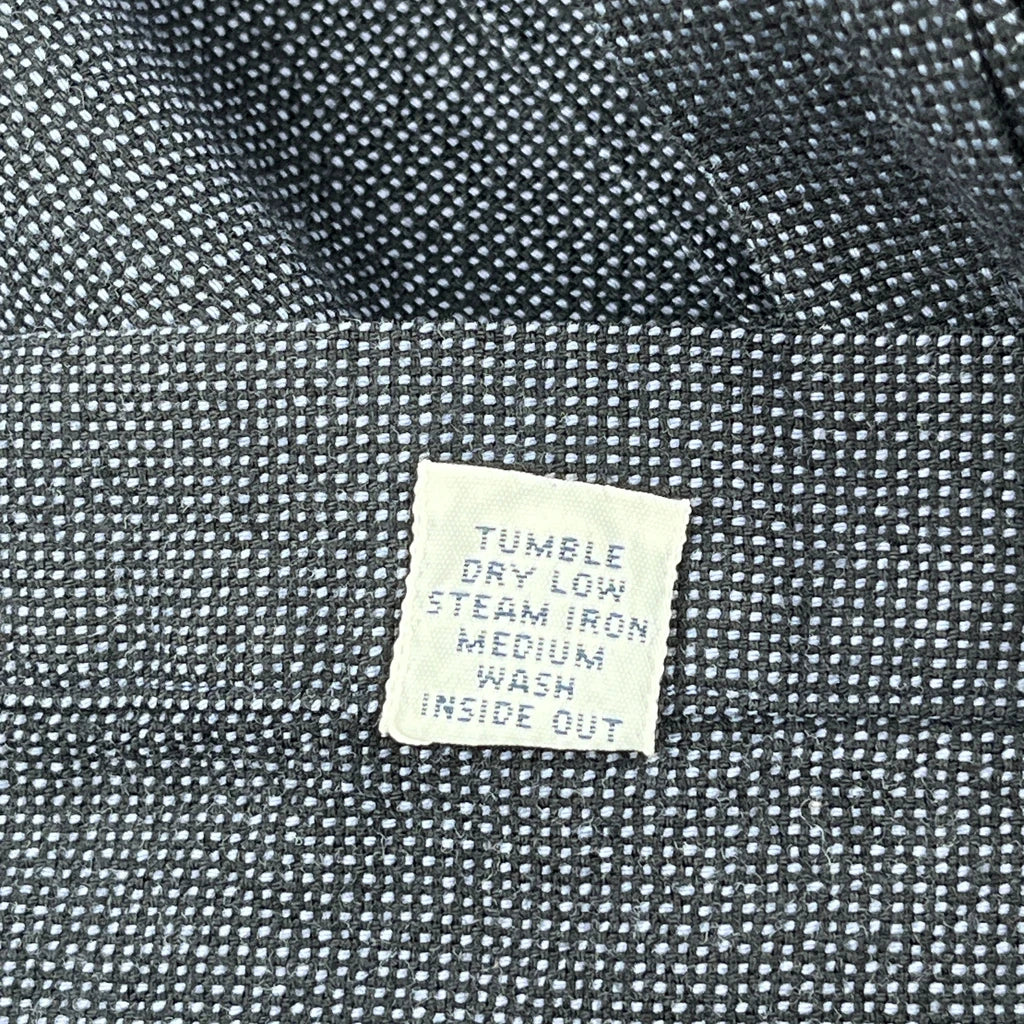 TUMBLE
DRY LOW
STEAM IRON
MEDIUM
WASH
INSIDE OUT